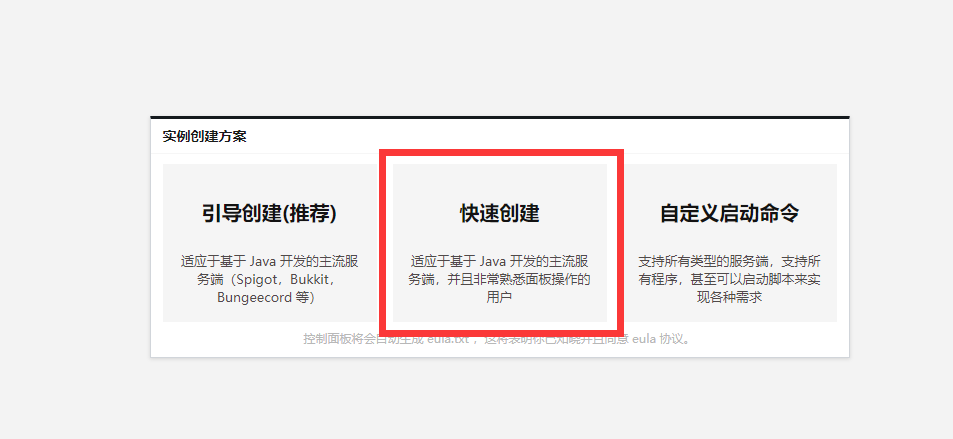 实例创建方案
引导创建(推荐)
适应于基于 Java 开发的主流服
务端（Spigot，Bukkit，
Bungeecord 等）
快速创建
适应于基于 Java 开发的主流服
务端，并且非常熟悉面板操作的
用户
自定义启动命令
支持所有类型的服务端，支持所
有程序，甚至可以启动脚本来实
现各种需求
控制面板将会自动生成 eula.txt ，这将表明你已知晓并且同意 eula 协议。